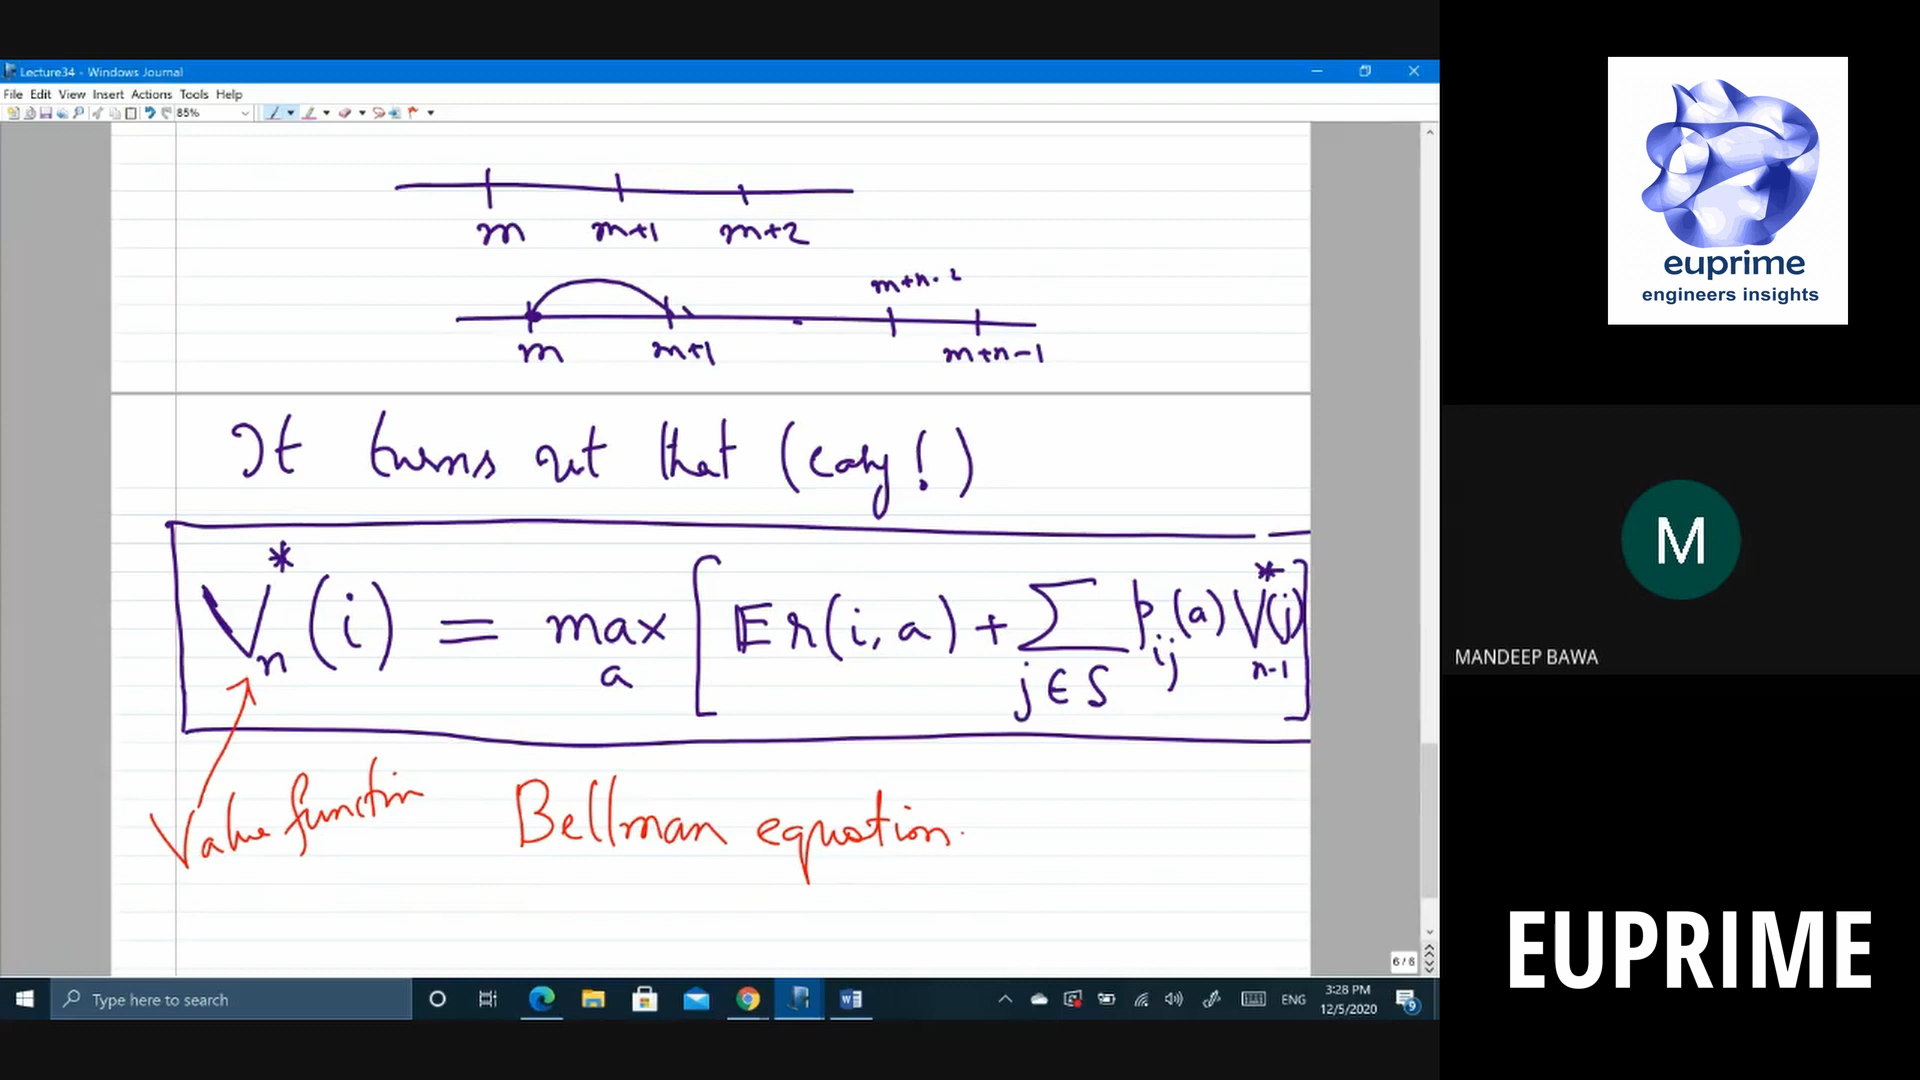 Lecture34 - Windows Journal
File Edit View Insert Actions Tools Help
85%
m m+1 m+2
m+n-2
m m+1 m+n-1
It turns out that (easy!)
V*n(i) = max a [ E r(i,a) + Σ j∈S pij(a) V*n-1(j) ]
Value function Bellman equation.
6 / 6
Type here to search
ENG
3:28 PM
12/5/2020
9
euprime
engineers insights
M
MANDEEP BAWA
EUPRIME